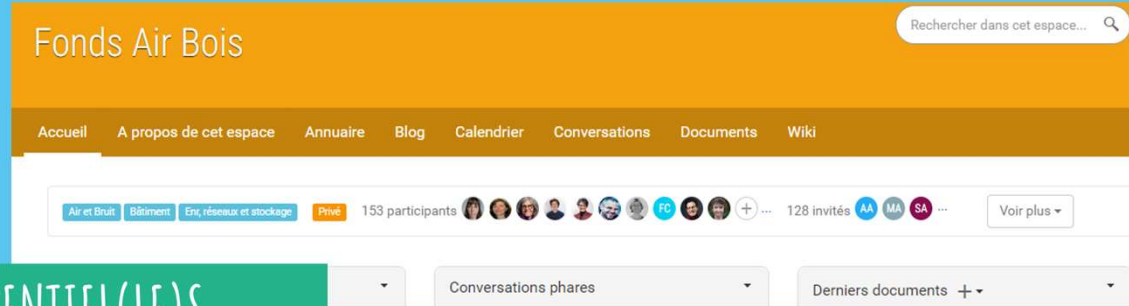 Fonds Air Bois
Rechercher dans cet espace...
Accueil A propos de cet espace Annuaire Blog Calendrier Conversations Documents Wiki
Air et Bruit Bâtiment Enr, réseaux et stockage Privé 153 participants FC + ... 128 invités AA MA SA ... Voir plus
Conversations phares
Derniers documents +
ENTIEL(LE)S